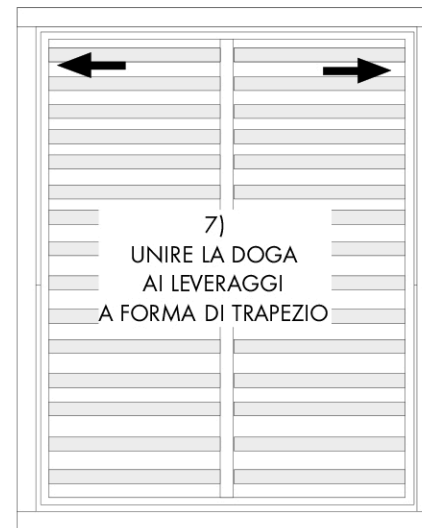 7)
UNIRE LA DOGA
AI LEVERAGGI
A FORMA DI TRAPEZIO